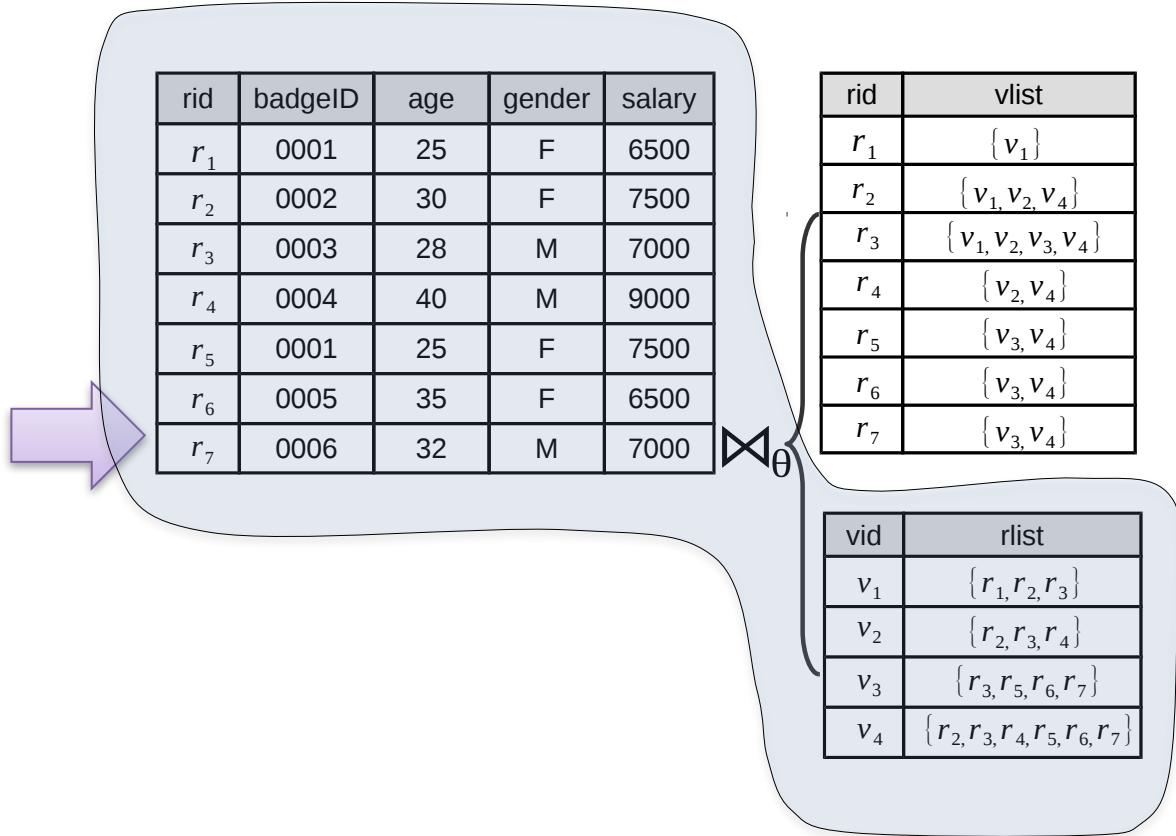 rid badgeID age gender salary
r1 0001 25 F 6500
r2 0002 30 F 7500
r3 0003 28 M 7000
r4 0004 40 M 9000
r5 0001 25 F 7500
r6 0005 35 F 6500
r7 0006 32 M 7000
⋈θ
rid vlist
r1 {v1}
r2 {v1, v2, v4}
r3 {v1, v2, v3, v4}
r4 {v2, v4}
r5 {v3, v4}
r6 {v3, v4}
r7 {v3, v4}
vid rlist
v1 {r1, r2, r3}
v2 {r2, r3, r4}
v3 {r3, r5, r6, r7}
v4 {r2, r3, r4, r5, r6, r7}